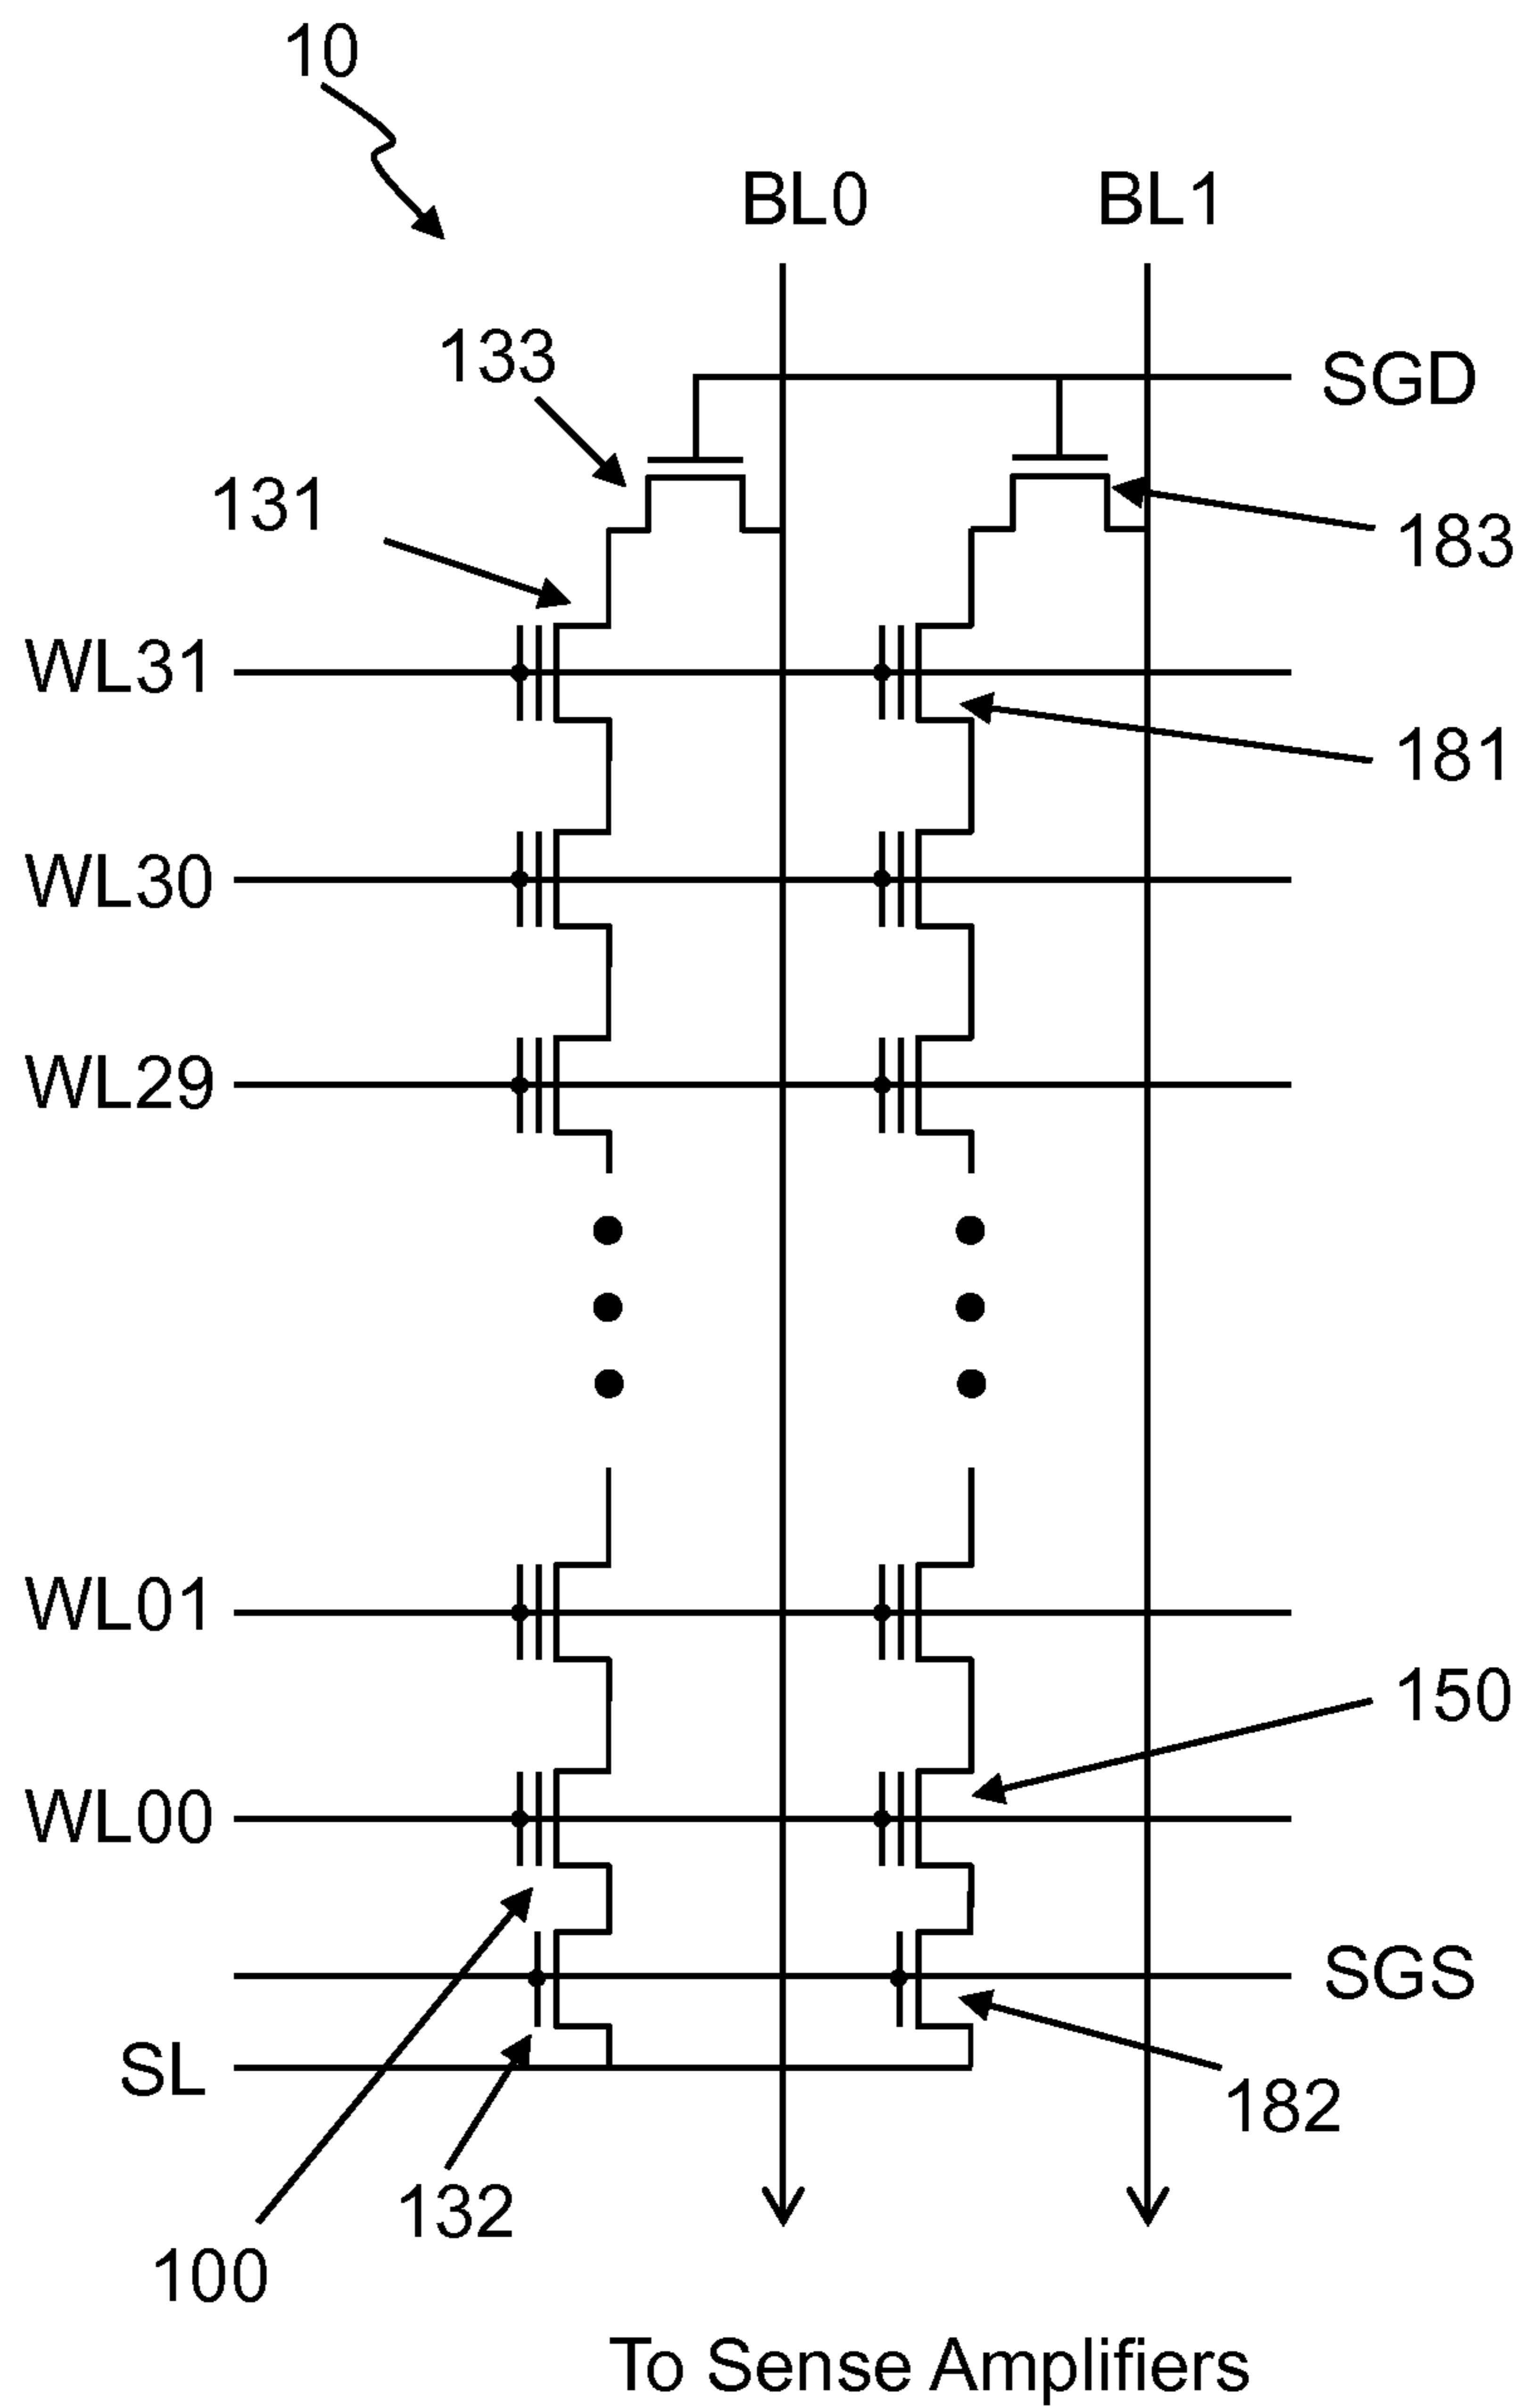 10
BL0 BL1
133
SGD
131
183
WL31
181
WL30
WL29
WL01
150
WL00
SGS
SL
182
132
100
To Sense Amplifiers